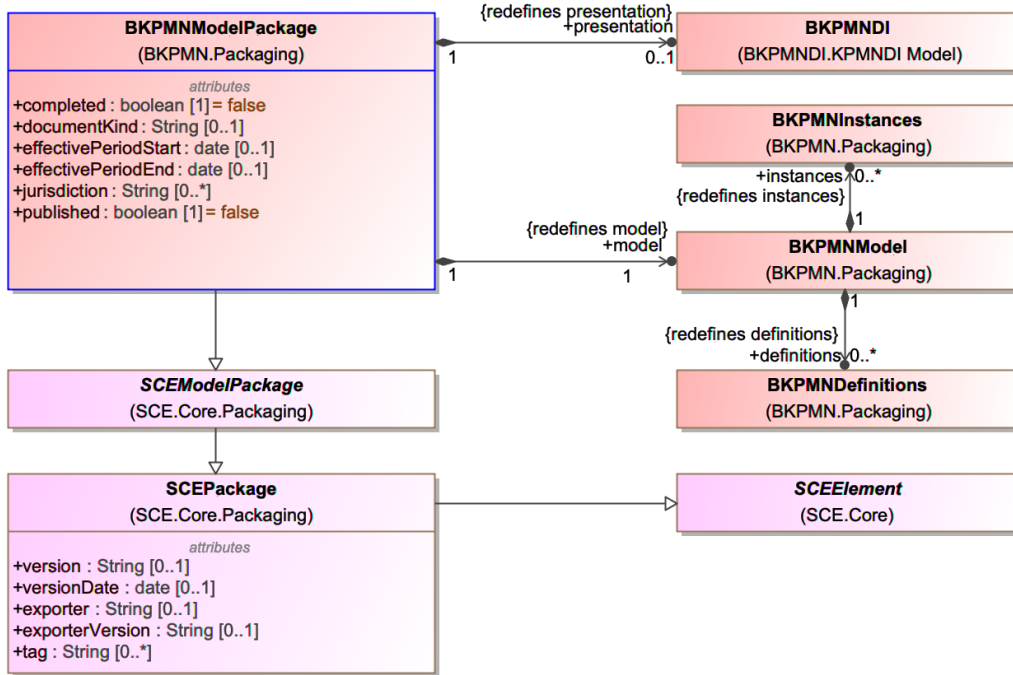 BKPMNModelPackage
(BKPMN.Packaging)
attributes
+completed : boolean [1] = false
+documentKind : String [0..1]
+effectivePeriodStart : date [0..1]
+effectivePeriodEnd : date [0..1]
+jurisdiction : String [0..*]
+published : boolean [1] = false
{redefines presentation}
+presentation
1
0..1
BKPMNDI
(BKPMNDI.KPMNDI Model)
BKPMNInstances
(BKPMN.Packaging)
+instances 0..*
{redefines instances}
1
{redefines model}
+model
1
1
BKPMNModel
(BKPMN.Packaging)
1
{redefines definitions}
+definitions 0..*
BKPMNDefinitions
(BKPMN.Packaging)
SCEModelPackage
(SCE.Core.Packaging)
SCEPackage
(SCE.Core.Packaging)
attributes
+version : String [0..1]
+versionDate : date [0..1]
+exporter : String [0..1]
+exporterVersion : String [0..1]
+tag : String [0..*]
SCEElement
(SCE.Core)